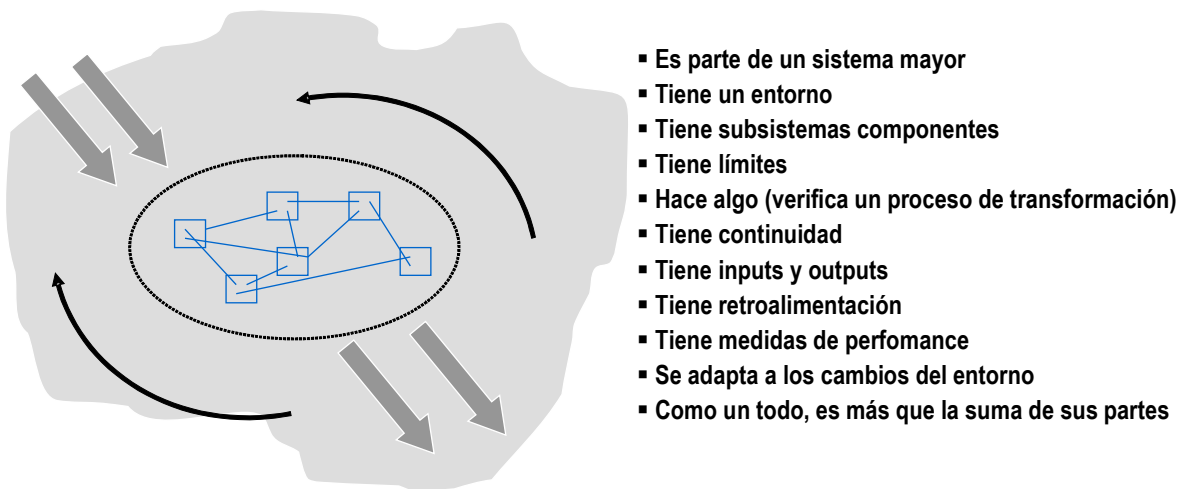 ▪ Es parte de un sistema mayor
▪ Tiene un entorno
▪ Tiene subsistemas componentes
▪ Tiene límites
▪ Hace algo (verifica un proceso de transformación)
▪ Tiene continuidad
▪ Tiene inputs y outputs
▪ Tiene retroalimentación
▪ Tiene medidas de perfomance
▪ Se adapta a los cambios del entorno
▪ Como un todo, es más que la suma de sus partes